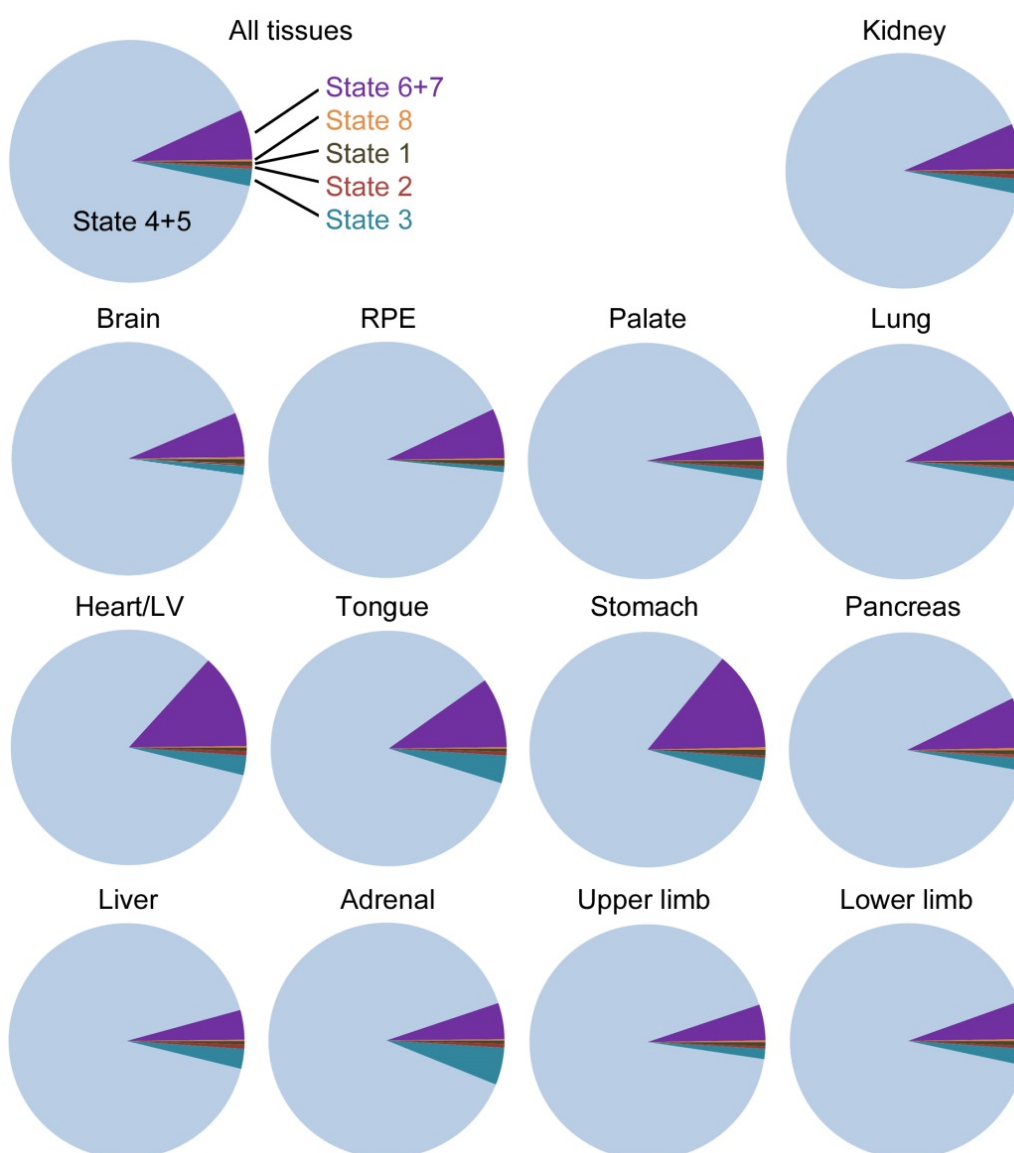 All tissues
Kidney
State 6+7
State 8
State 1
State 2
State 3
State 4+5
Brain
RPE
Palate
Lung
Heart/LV
Tongue
Stomach
Pancreas
Liver
Adrenal
Upper limb
Lower limb